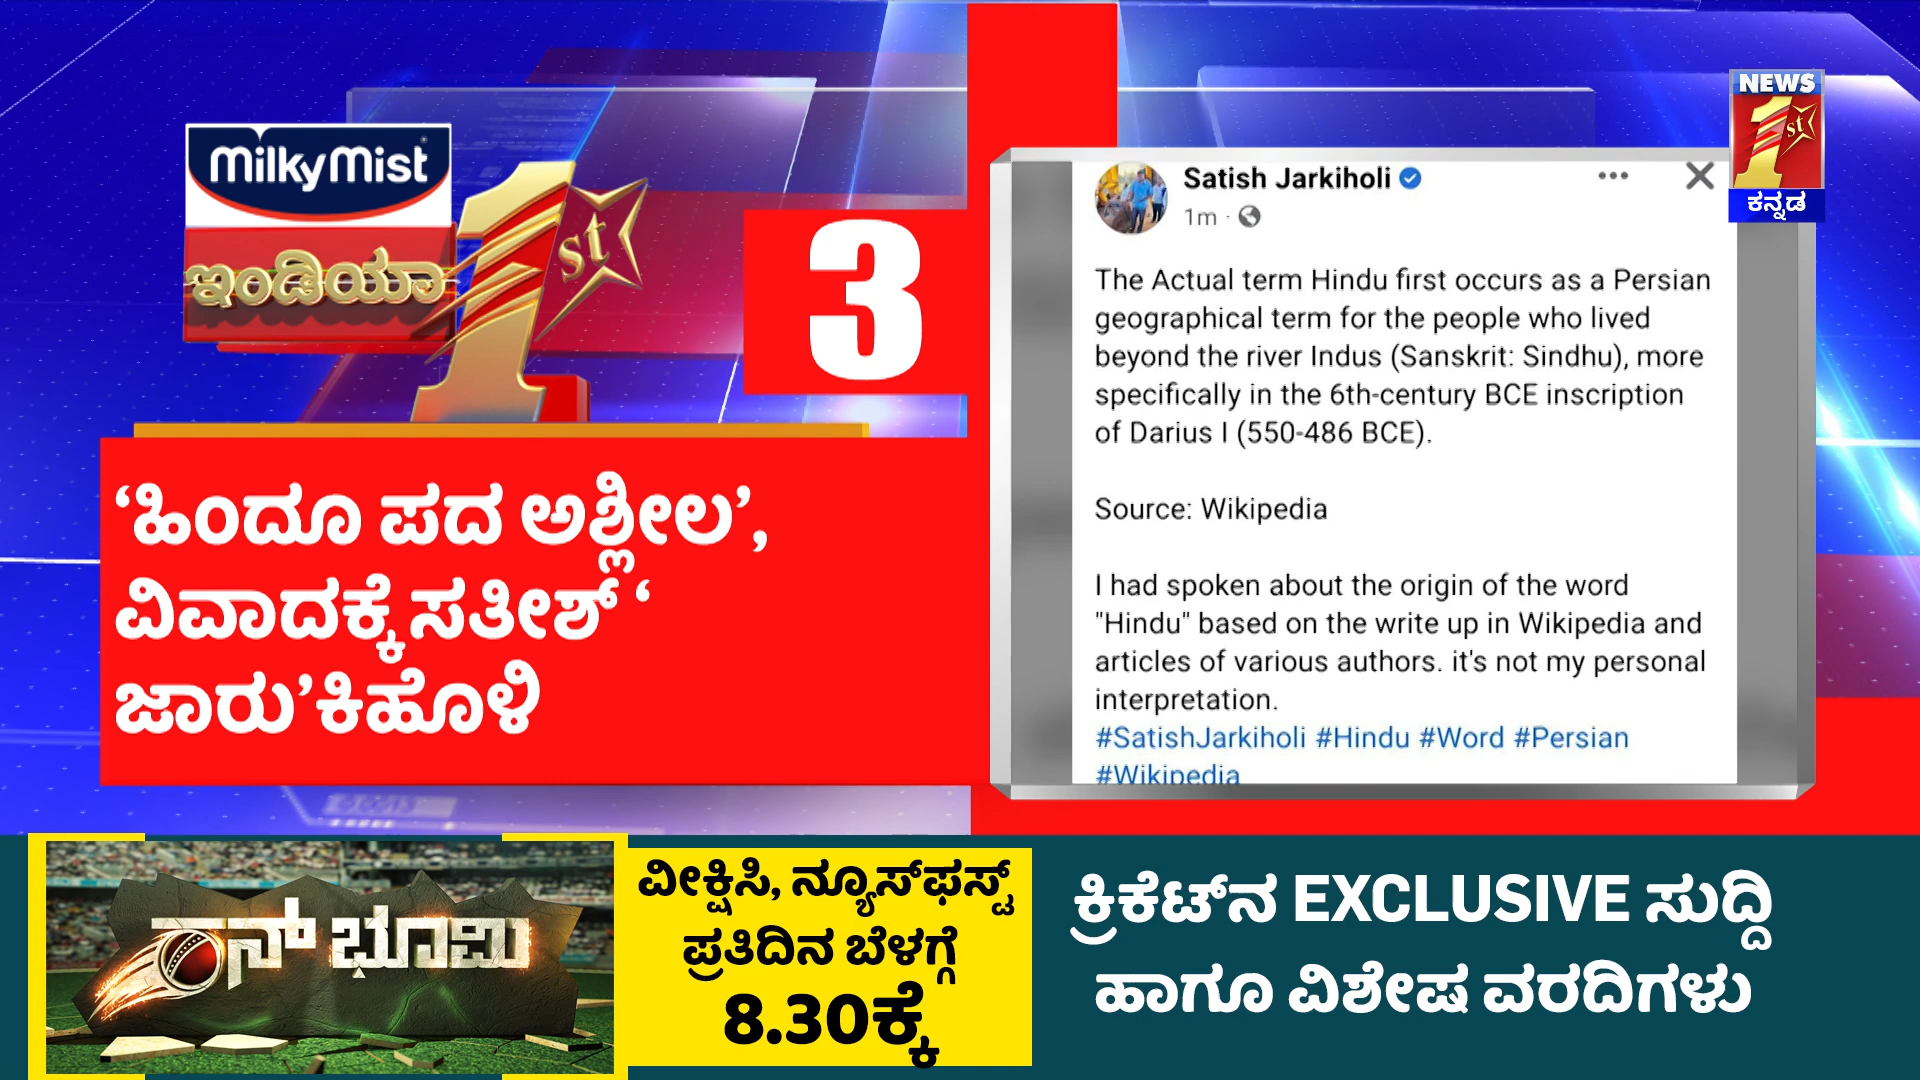 MilkyMist
ಇಂಡಿಯಾ 1st
3
NEWS
1st
ಕನ್ನಡ
‘ಹಿಂದೂ ಪದ ಅಶ್ಲೀಲ’,
ವಿವಾದಕ್ಕೆ ಸತೀಶ್ ‘
ಜಾರು’ಕಿಹೊಳಿ
Satish Jarkiholi
1m ·
The Actual term Hindu first occurs as a Persian
geographical term for the people who lived
beyond the river Indus (Sanskrit: Sindhu), more
specifically in the 6th-century BCE inscription
of Darius I (550-486 BCE).
Source: Wikipedia
I had spoken about the origin of the word
"Hindu" based on the write up in Wikipedia and
articles of various authors. it's not my personal
interpretation.
#SatishJarkiholi #Hindu #Word #Persian
#Wikipedia
ರನ್ ಭೂಮಿ
ವೀಕ್ಷಿಸಿ, ನ್ಯೂಸ್‌ಫಸ್ಟ್
ಪ್ರತಿದಿನ ಬೆಳಗ್ಗೆ
8.30ಕ್ಕೆ
ಕ್ರಿಕೆಟ್‌ನ EXCLUSIVE ಸುದ್ದಿ
ಹಾಗೂ ವಿಶೇಷ ವರದಿಗಳು